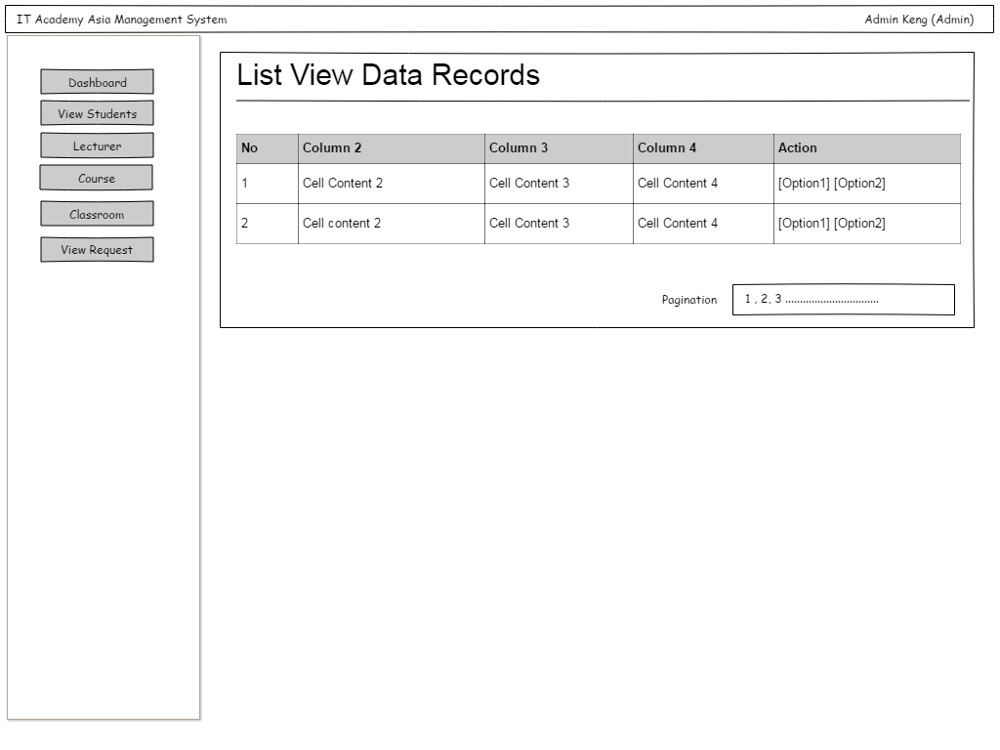 IT Academy Asia Management System Admin Keng (Admin)
Dashboard
View Students
Lecturer
Course
Classroom
View Request
List View Data Records
No Column 2 Column 3 Column 4 Action
1 Cell Content 2 Cell Content 3 Cell Content 4 [Option1] [Option2]
2 Cell content 2 Cell Content 3 Cell Content 4 [Option1] [Option2]
Pagination 1 , 2, 3 ................................